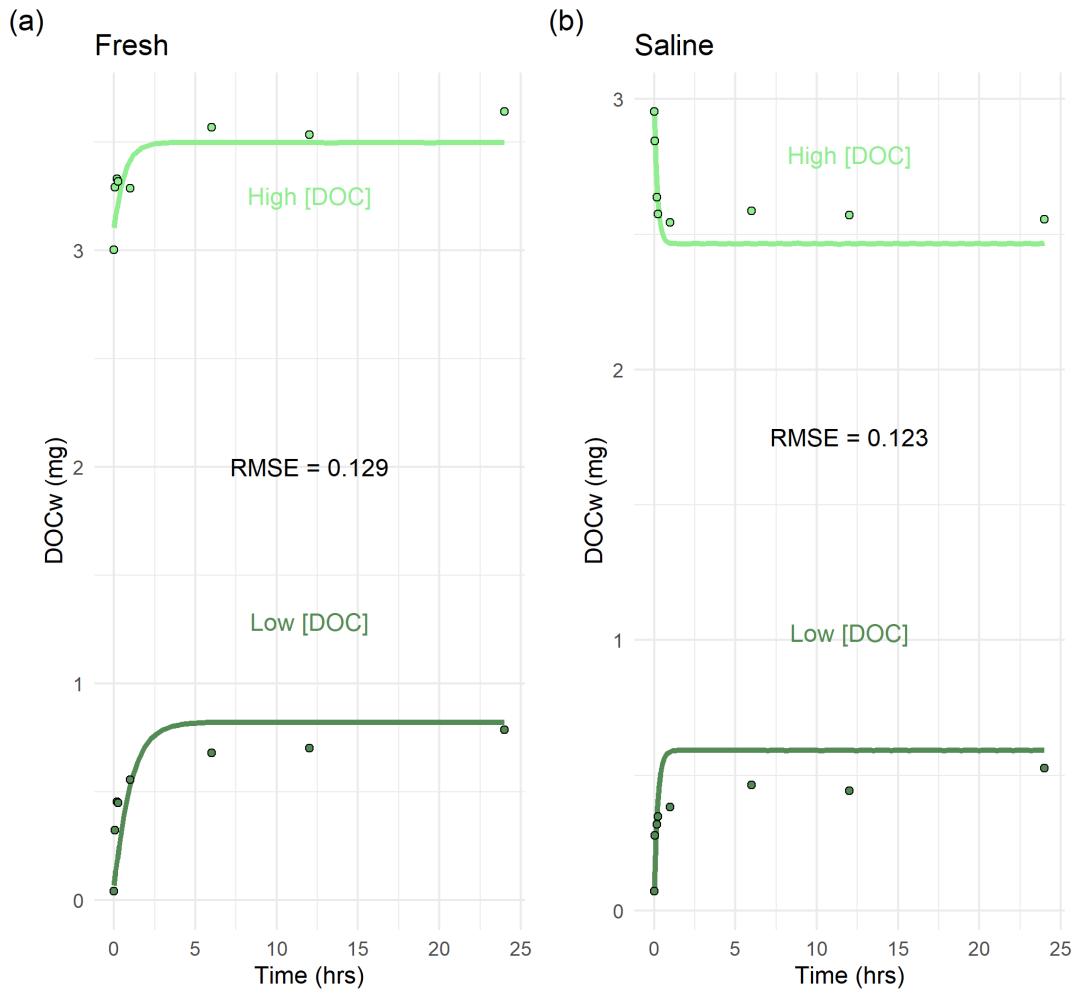 (a)
Fresh
DOCw (mg)
3
2
1
0
High [DOC]
RMSE = 0.129
Low [DOC]
0 5 10 15 20 25
Time (hrs)
(b)
Saline
DOCw (mg)
3
2
1
0
High [DOC]
RMSE = 0.123
Low [DOC]
0 5 10 15 20 25
Time (hrs)